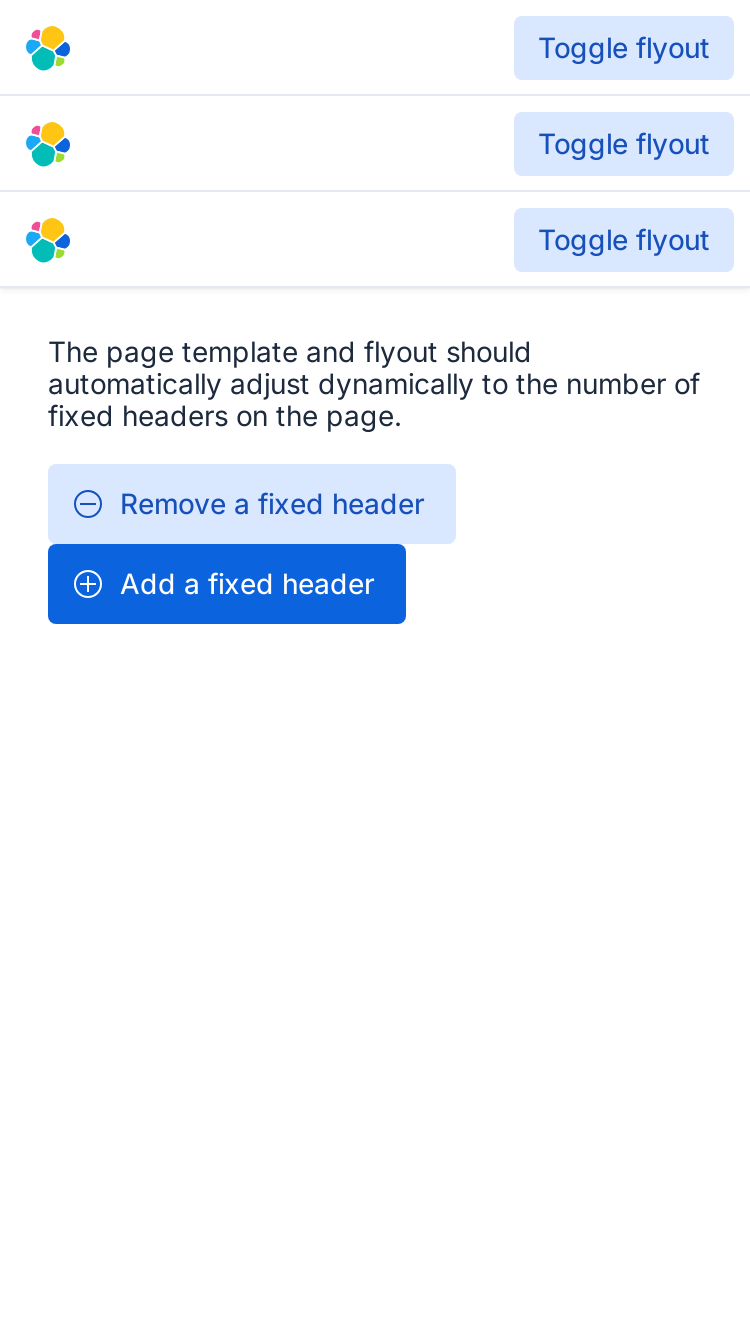 Toggle flyout
Toggle flyout
Toggle flyout
The page template and flyout should
automatically adjust dynamically to the number of
fixed headers on the page.
Remove a fixed header
Add a fixed header